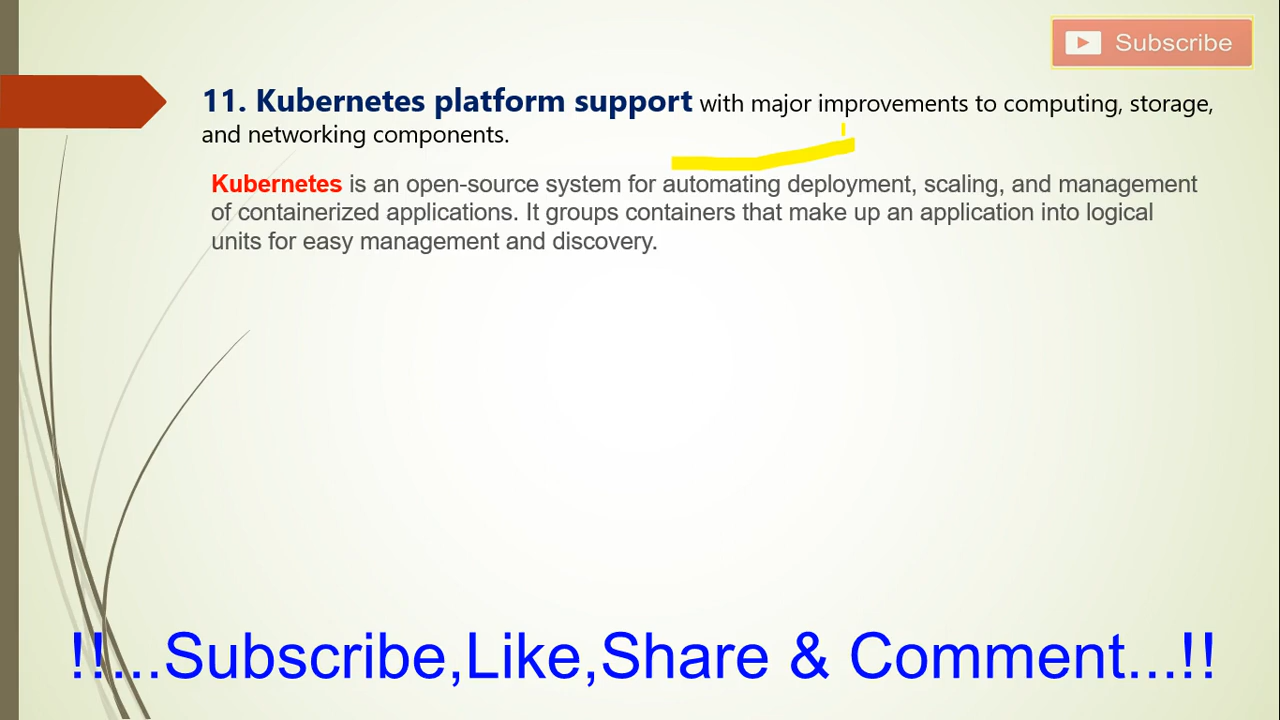 Subscribe
11. Kubernetes platform support with major improvements to computing, storage,
and networking components.
Kubernetes is an open-source system for automating deployment, scaling, and management
of containerized applications. It groups containers that make up an application into logical
units for easy management and discovery.
!!...Subscribe,Like,Share & Comment...!!